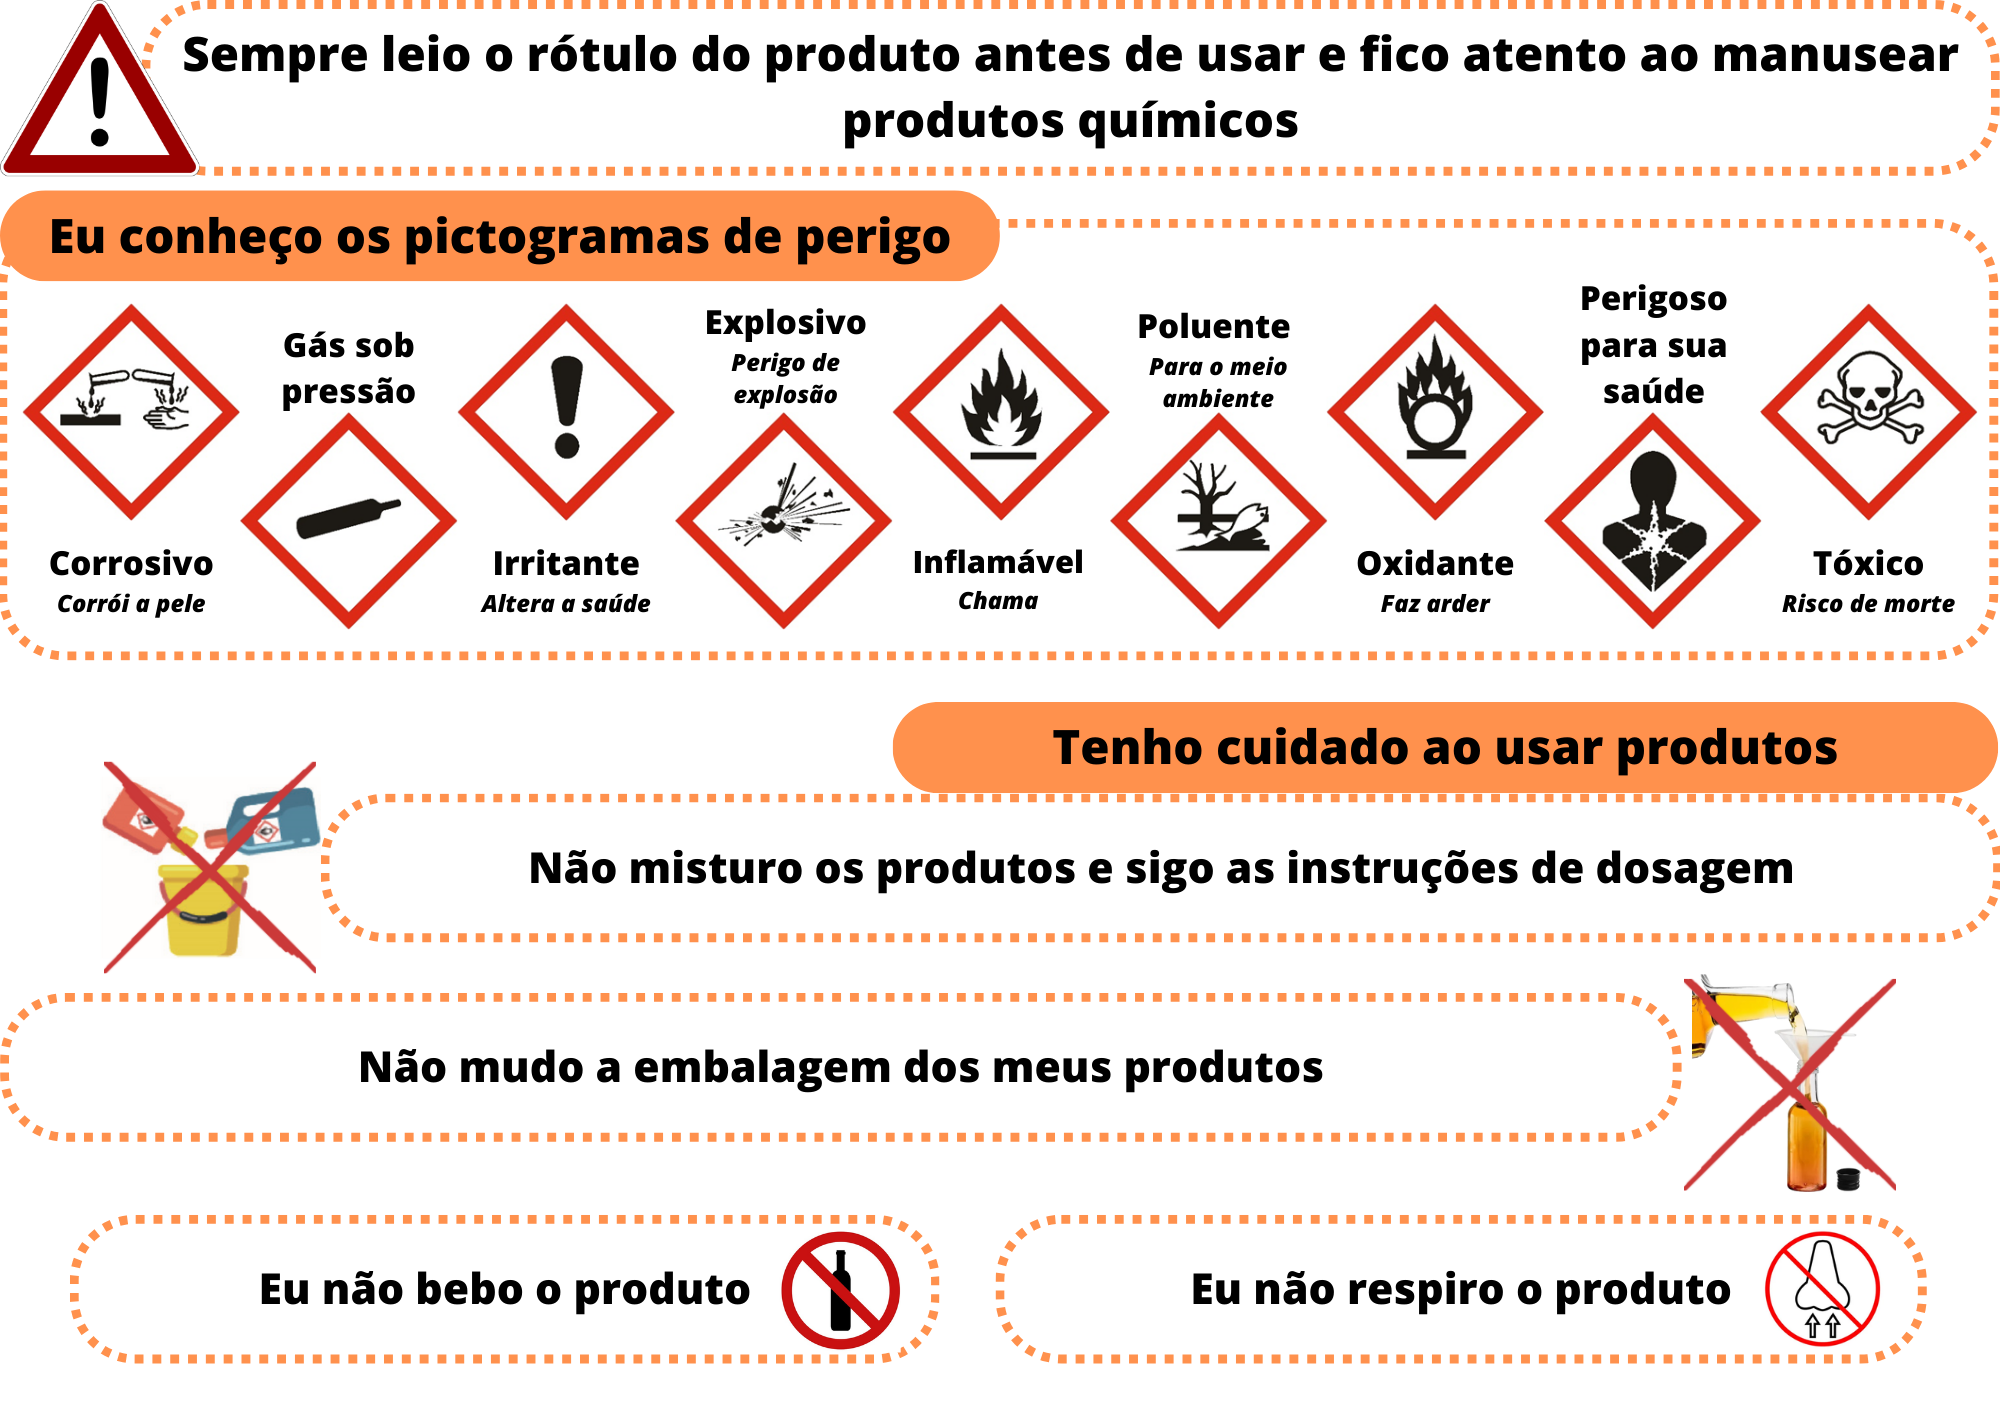 Sempre leio o rótulo do produto antes de usar e fico atento ao manusear
produtos químicos
Eu conheço os pictogramas de perigo
Corrosivo
Corrói a pele
Gás sob
pressão
Irritante
Altera a saúde
Explosivo
Perigo de
explosão
Inflamável
Chama
Poluente
Para o meio
ambiente
Oxidante
Faz arder
Perigoso
para sua
saúde
Tóxico
Risco de morte
Tenho cuidado ao usar produtos
Não misturo os produtos e sigo as instruções de dosagem
Não mudo a embalagem dos meus produtos
Eu não bebo o produto
Eu não respiro o produto